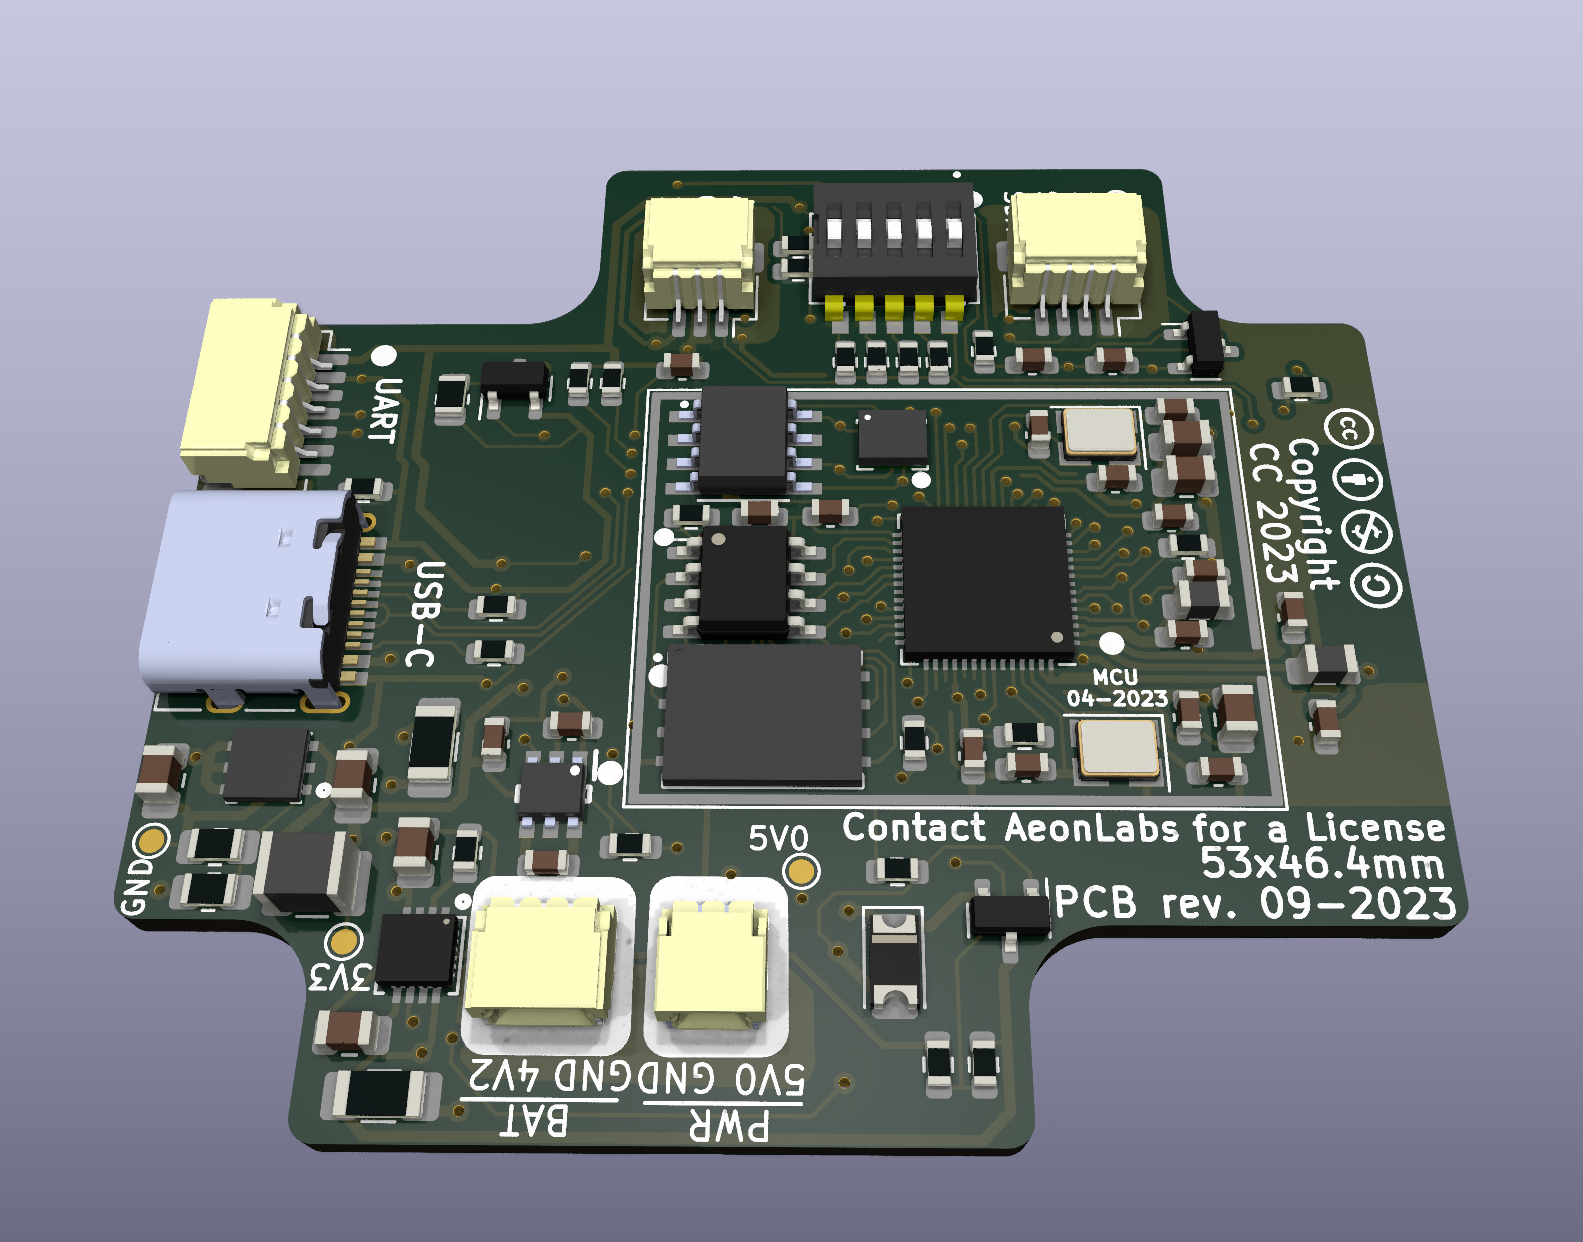 UART
USB-C
CC
Copyright
CC 2023
MCU
04-2023
Contact AeonLabs for a License
53x46.4mm
PCB rev. 09-2023
5V0
GND
3V3
GND 4V2
BAT
5V0 GND
PWR